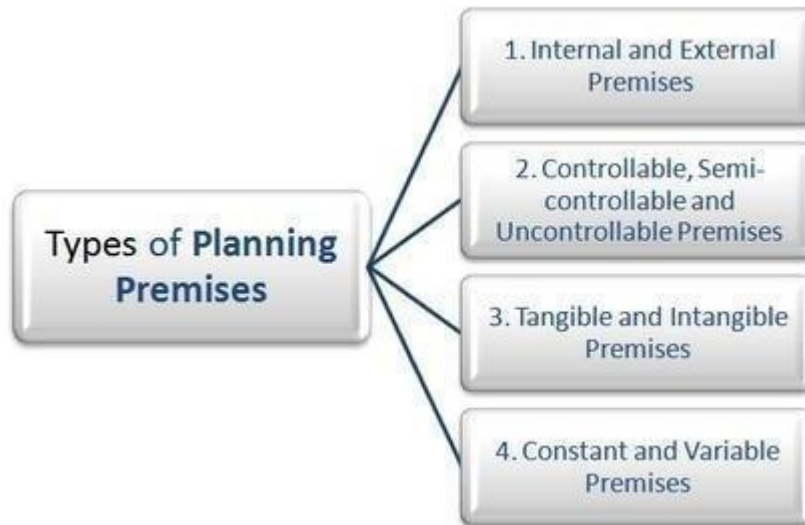 Types of Planning
Premises
1. Internal and External
Premises
2. Controllable, Semi-
controllable and
Uncontrollable Premises
3. Tangible and Intangible
Premises
4. Constant and Variable
Premises